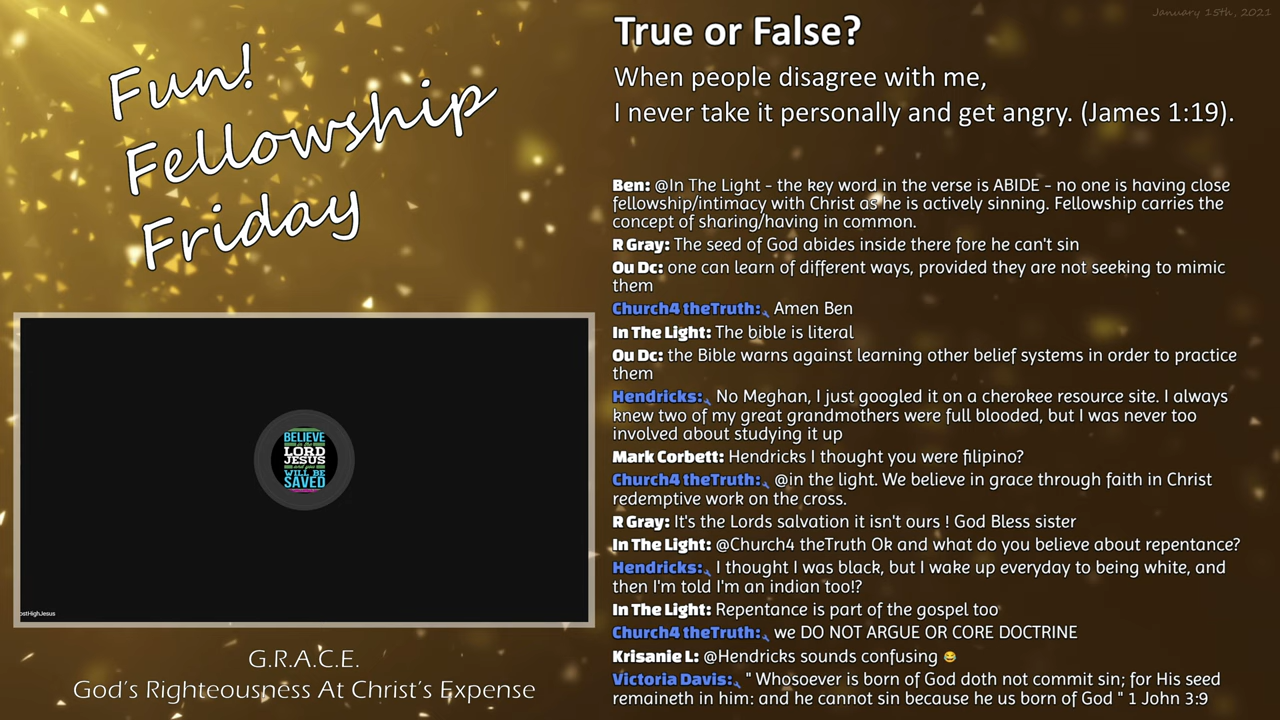 January 15th, 2021
Fun!
Fellowship
Friday
True or False?
When people disagree with me,
I never take it personally and get angry. (James 1:19).
Ben: @In The Light - the key word in the verse is ABIDE - no one is having close
fellowship/intimacy with Christ as he is actively sinning. Fellowship carries the
concept of sharing/having in common.
R Gray: The seed of God abides inside there fore he can't sin
Ou Dc: one can learn of different ways, provided they are not seeking to mimic
them
Church4 theTruth: Amen Ben
In The Light: The bible is literal
Ou Dc: the Bible warns against learning other belief systems in order to practice
them
Hendricks: No Meghan, I just googled it on a cherokee resource site. I always
knew two of my great grandmothers were full blooded, but I was never too
involved about studying it up
Mark Corbett: Hendricks I thought you were filipino?
Church4 theTruth: @in the light. We believe in grace through faith in Christ
redemptive work on the cross.
R Gray: It's the Lords salvation it isn't ours ! God Bless sister
In The Light: @Church4 theTruth Ok and what do you believe about repentance?
Hendricks: I thought I was black, but I wake up everyday to being white, and
then I'm told I'm an indian too!?
In The Light: Repentance is part of the gospel too
Church4 theTruth: we DO NOT ARGUE OR CORE DOCTRINE
Krisanie L: @Hendricks sounds confusing 😂
Victoria Davis: " Whosoever is born of God doth not commit sin; for His seed
remaineth in him: and he cannot sin because he us born of God " 1 John 3:9
BELIEVE
in the
LORD
JESUS
and you
WILL BE
SAVED
ostHighJesus
G.R.A.C.E.
God's Righteousness At Christ's Expense